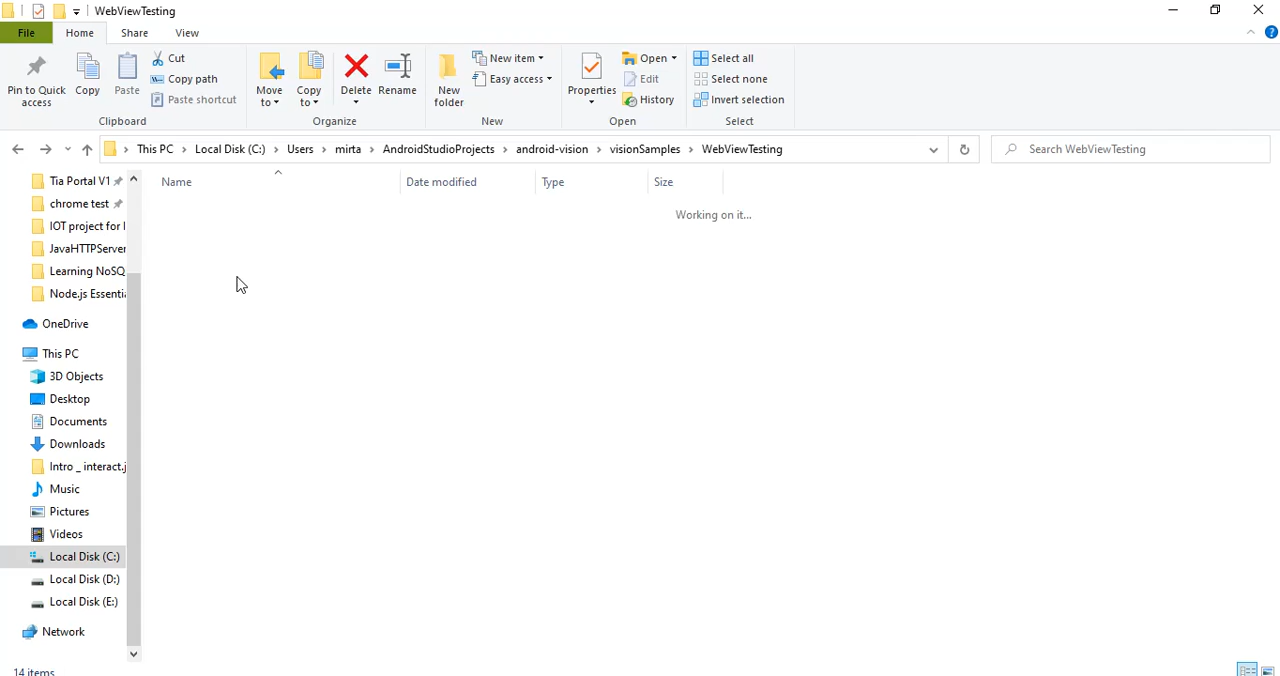 WebViewTesting
File Home Share View
Pin to Quick access
Copy
Paste
Cut
Copy path
Paste shortcut
Clipboard
Move to
Copy to
Delete
Rename
Organize
New folder
New item
Easy access
New
Properties
Open
Edit
History
Open
Select all
Select none
Invert selection
Select
This PC > Local Disk (C:) > Users > mirta > AndroidStudioProjects > android-vision > visionSamples > WebViewTesting
Search WebViewTesting
Name Date modified Type Size
Working on it...
Tia Portal V1
chrome test
IOT project for l
JavaHTTPServer
Learning NoSQ
Node.js Essentia
OneDrive
This PC
3D Objects
Desktop
Documents
Downloads
Intro _ interact.j
Music
Pictures
Videos
Local Disk (C:)
Local Disk (D:)
Local Disk (E:)
Network
14 items